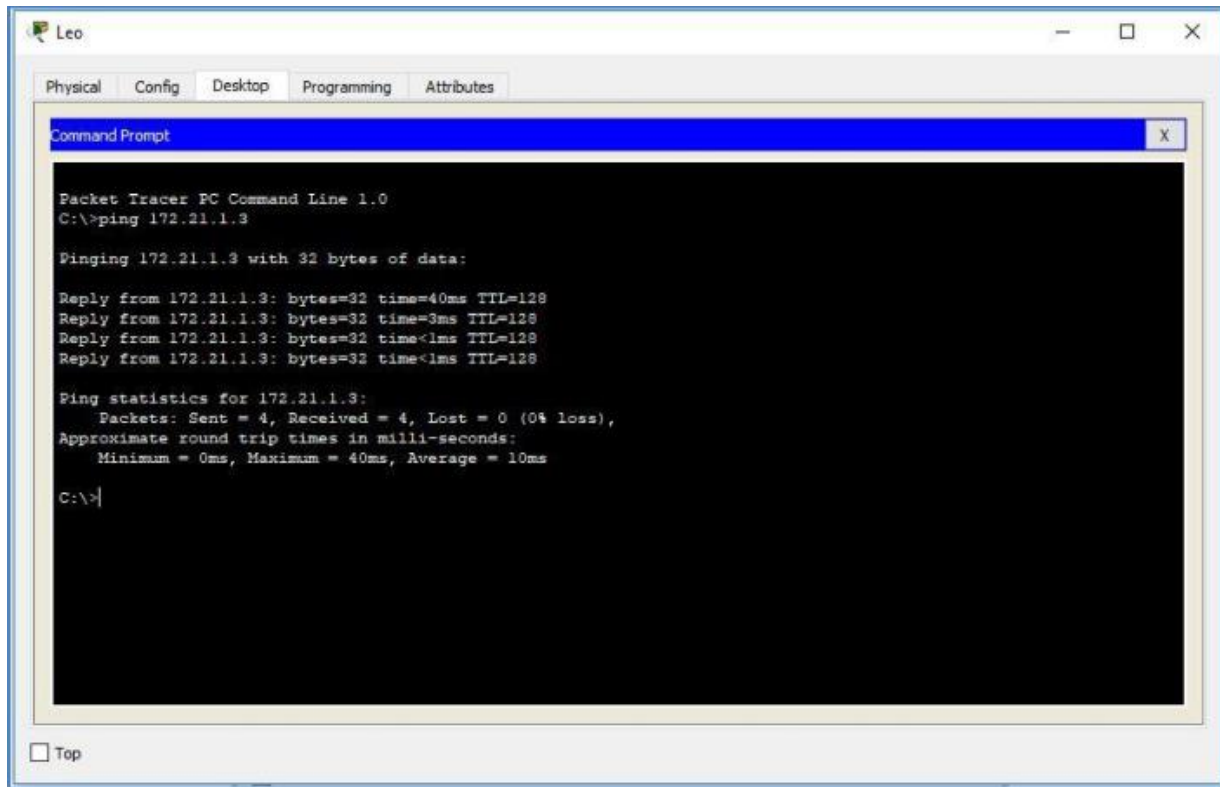 Leo
Physical Config Desktop Programming Attributes
Command Prompt
X
Packet Tracer PC Command Line 1.0
C:\>ping 172.21.1.3
Pinging 172.21.1.3 with 32 bytes of data:
Reply from 172.21.1.3: bytes=32 time=40ms TTL=128
Reply from 172.21.1.3: bytes=32 time=3ms TTL=128
Reply from 172.21.1.3: bytes=32 time<1ms TTL=128
Reply from 172.21.1.3: bytes=32 time<1ms TTL=128
Ping statistics for 172.21.1.3:
Packets: Sent = 4, Received = 4, Lost = 0 (0% loss),
Approximate round trip times in milli-seconds:
Minimum = 0ms, Maximum = 40ms, Average = 10ms
C:\>
Top